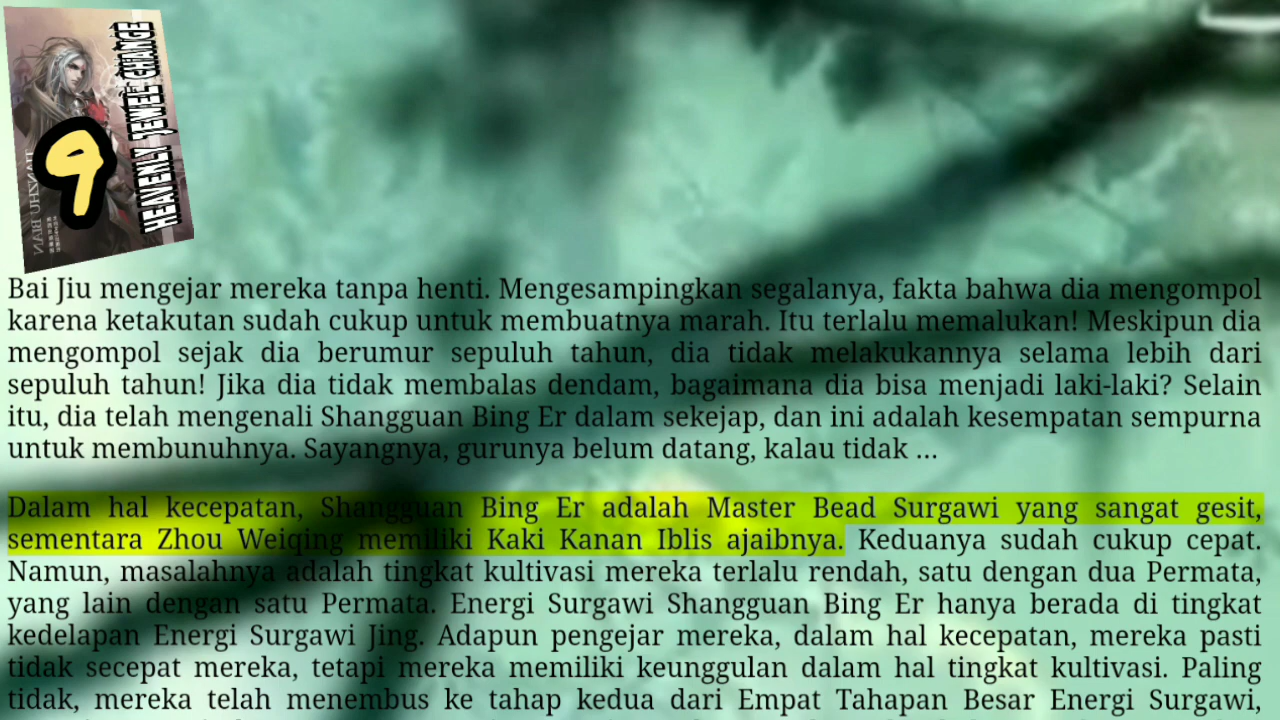 HEAVENLY JEWEL CHANGE
9
Bai Jiu mengejar mereka tanpa henti. Mengesampingkan segalanya, fakta bahwa dia mengompol
karena ketakutan sudah cukup untuk membuatnya marah. Itu terlalu memalukan! Meskipun dia
mengompol sejak dia berumur sepuluh tahun, dia tidak melakukannya selama lebih dari
sepuluh tahun! Jika dia tidak membalas dendam, bagaimana dia bisa menjadi laki-laki? Selain
itu, dia telah mengenali Shangguan Bing Er dalam sekejap, dan ini adalah kesempatan sempurna
untuk membunuhnya. Sayangnya, gurunya belum datang, kalau tidak ...
Dalam hal kecepatan, Shangguan Bing Er adalah Master Bead Surgawi yang sangat gesit,
sementara Zhou Weiqing memiliki Kaki Kanan Iblis ajaibnya. Keduanya sudah cukup cepat.
Namun, masalahnya adalah tingkat kultivasi mereka terlalu rendah, satu dengan dua Permata,
yang lain dengan satu Permata. Energi Surgawi Shangguan Bing Er hanya berada di tingkat
kedelapan Energi Surgawi Jing. Adapun pengejar mereka, dalam hal kecepatan, mereka pasti
tidak secepat mereka, tetapi mereka memiliki keunggulan dalam hal tingkat kultivasi. Paling
tidak, mereka telah menembus ke tahap kedua dari Empat Tahapan Besar Energi Surgawi,